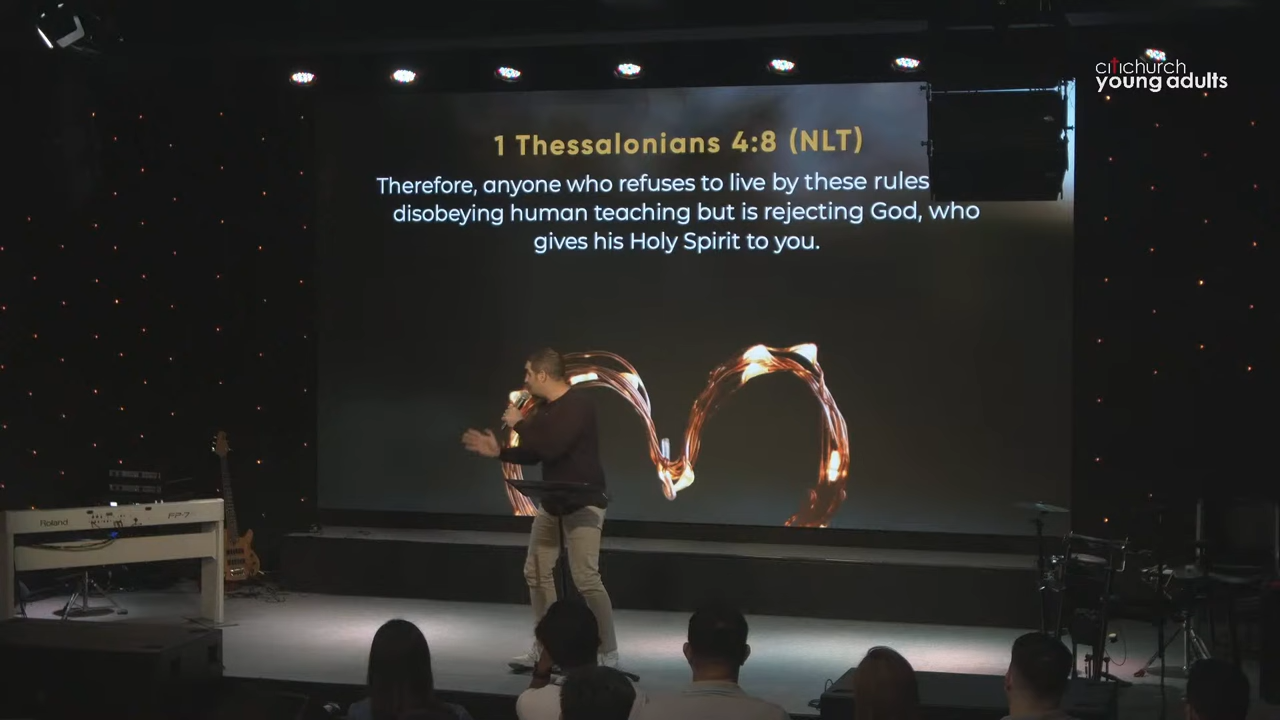 citichurch
young adults
1 Thessalonians 4:8 (NLT)
Therefore, anyone who refuses to live by these rules
disobeying human teaching but is rejecting God, who
gives his Holy Spirit to you.
Roland
FP-7